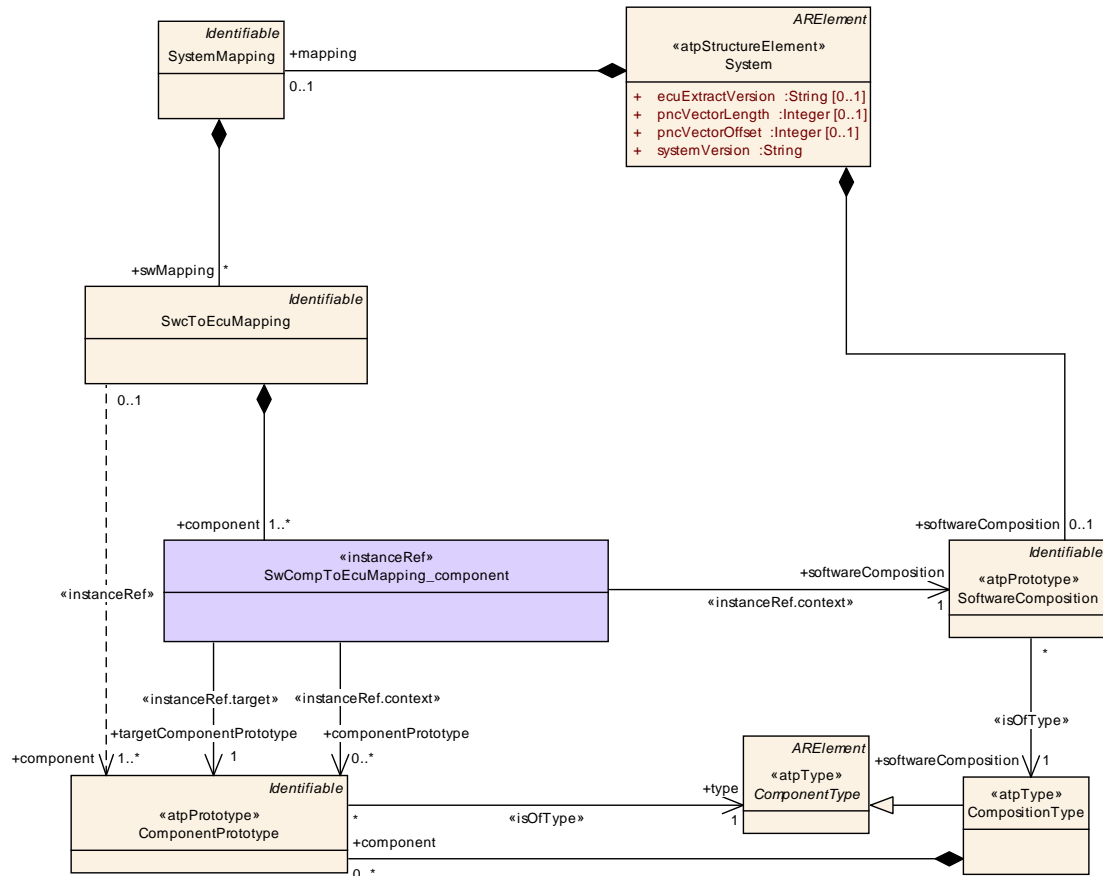 Identifiable
SystemMapping
+mapping
0..1
ARElement
«atpStructureElement»
System
+ ecuExtractVersion :String [0..1]
+ pncVectorLength :Integer [0..1]
+ pncVectorOffset :Integer [0..1]
+ systemVersion :String
+swMapping *
Identifiable
SwcToEcuMapping
0..1
+component 1..*
+softwareComposition 0..1
«instanceRef»
SwCompToEcuMapping_component
+softwareComposition
«instanceRef.context» 1
Identifiable
«atpPrototype»
SoftwareComposition
*
«instanceRef»
«instanceRef.target»
«instanceRef.context»
+targetComponentPrototype
1
+componentPrototype
0..*
+component 1..*
«isOfType»
+softwareComposition 1
Identifiable
«atpPrototype»
ComponentPrototype
*
«isOfType»
+type
1
ARElement
«atpType»
ComponentType
«atpType»
CompositionType
+component
0..*